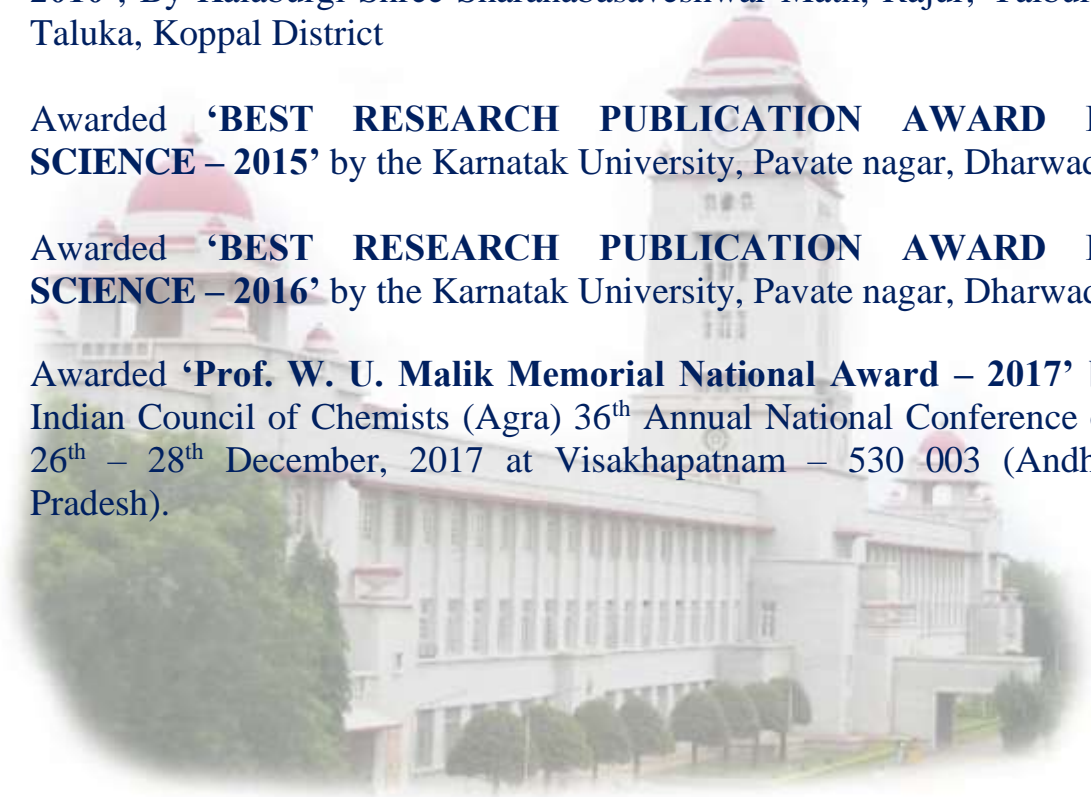 Taluka, Koppal District
Awarded ‘BEST RESEARCH PUBLICATION AWARD
SCIENCE – 2015’ by the Karnatak University, Pavate nagar,
Awarded ‘BEST RESEARCH PUBLICATION AWARD
SCIENCE – 2016’ by the Karnatak University, Pavate nagar,
Awarded ‘Prof. W. U. Malik Memorial National Award – 2017’
Indian Council of Chemists (Agra) 36th Annual National Conference
26th – 28th December, 2017 at Visakhapatnam – 530 003
Pradesh).